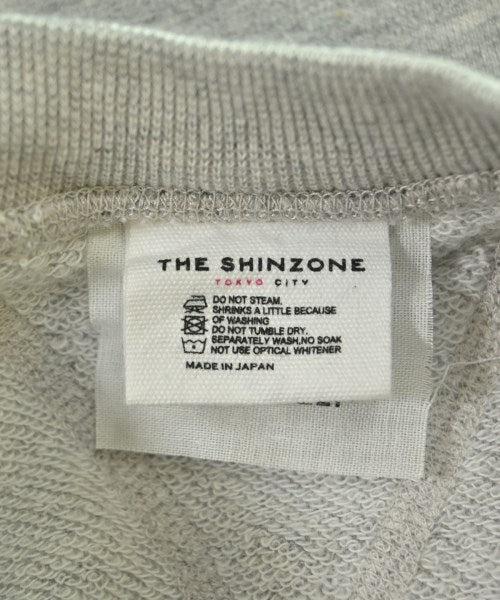 THE SHINZONE
TOKYO CITY
DO NOT STEAM.
SHRINKS A LITTLE BECAUSE
OF WASHING
DO NOT TUMBLE DRY.
SEPARATELY WASH,NO SOAK
NOT USE OPTICAL WHITENER
MADE IN JAPAN